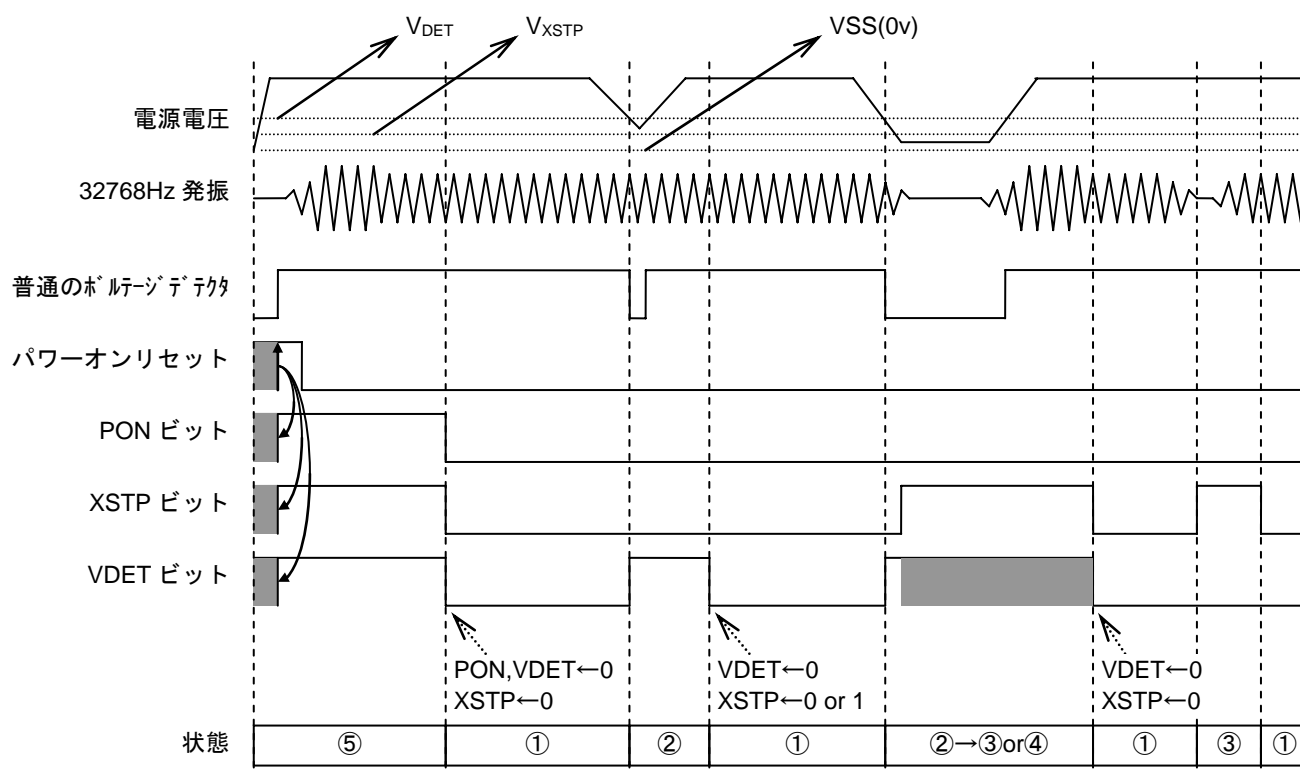 VDET
VXSTP
VSS(0v)
電源電圧
32768Hz 発振
普通のボルテージデテクタ
パワーオンリセット
PON ビット
XSTP ビット
VDET ビット
PON,VDET←0
XSTP←0
VDET←0
XSTP←0 or 1
VDET←0
XSTP←0
状態
⑤
①
②
①
②→③or④
①
③
①